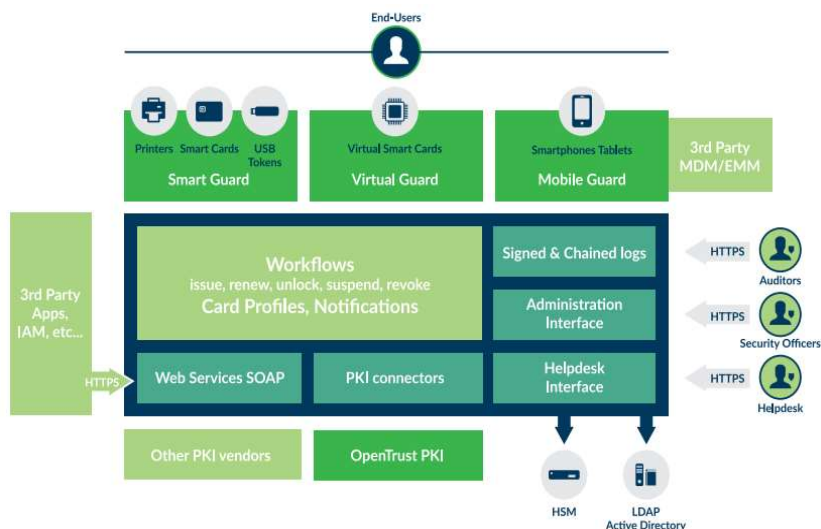 End-Users
Printers
Smart Cards
USB
Tokens
Smart Guard
Virtual Smart Cards
Virtual Guard
Smartphones Tablets
Mobile Guard
3rd Party
MDM/EMM
3rd Party
Apps,
IAM, etc...
HTTPS
Workflows
issue, renew, unlock, suspend, revoke
Card Profiles, Notifications
Signed & Chained logs
Administration
Interface
Web Services SOAP
PKI connectors
Helpdesk
Interface
HTTPS
Auditors
HTTPS
Security Officers
HTTPS
Helpdesk
Other PKI vendors
OpenTrust PKI
HSM
LDAP
Active Directory